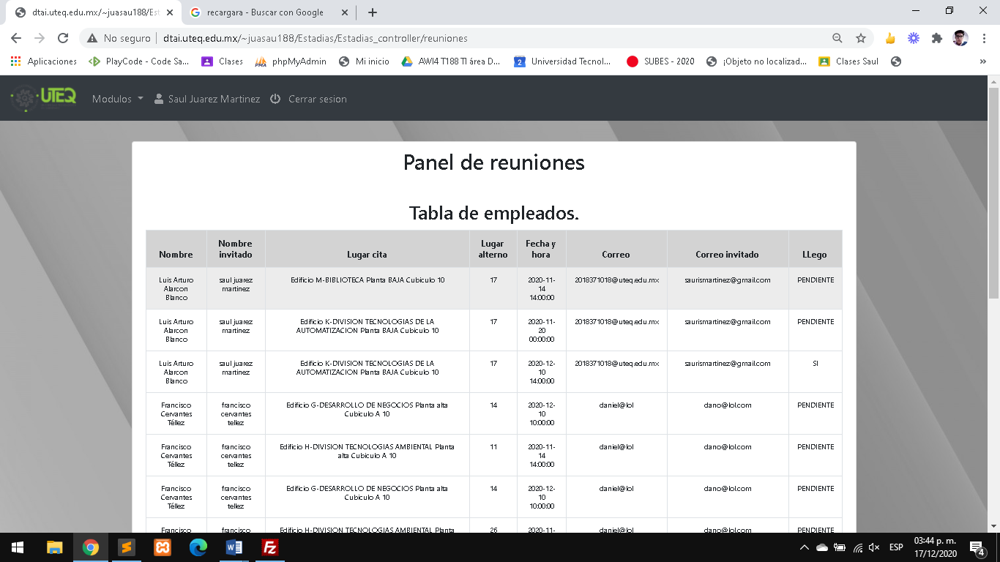 dtai.uteq.edu.mx/~juasau188/Est
recargara - Buscar con Google
No seguro
dtai.uteq.edu.mx/~juasau188/Estadias/Estadias_controller/reuniones
Aplicaciones
PlayCode - Code Sa...
Clases
phpMyAdmin
Mi inicio
AWI4 T188 TI área D...
Universidad Tecnol...
SUBES - 2020
¡Objeto no localizad...
Clases Saul
UTEQ
Modulos
Saul Juarez Martinez
Cerrar sesion
Panel de reuniones
Tabla de empleados.
Nombre
Nombre
invitado
Lugar cita
Lugar
alterno
Fecha y
hora
Correo
Correo invitado
LLego
Luis Arturo
Alarcon
Blanco
saul juarez
martinez
Edificio M-BIBLIOTECA Planta BAJA Cubiculo 10
17
2020-11-
14
14:00:00
2018371018@uteq.edu.mx
saurismartinez@gmail.com
PENDIENTE
Luis Arturo
Alarcon
Blanco
saul juarez
martinez
Edificio K-DIVISION TECNOLOGIAS DE LA
AUTOMATIZACION Planta BAJA Cubiculo 10
17
2020-11-
20
00:00:00
2018371018@uteq.edu.mx
saurismartinez@gmail.com
PENDIENTE
Luis Arturo
Alarcon
Blanco
saul juarez
martinez
Edificio K-DIVISION TECNOLOGIAS DE LA
AUTOMATIZACION Planta BAJA Cubiculo 10
17
2020-12-
10
14:00:00
2018371018@uteq.edu.mx
saurismartinez@gmail.com
SI
Francisco
Cervantes
Téllez
francisco
cervantes
tellez
Edificio G-DESARROLLO DE NEGOCIOS Planta alta
Cubiculo A 10
14
2020-12-
10
10:00:00
daniel@lol
dano@lol.com
PENDIENTE
Francisco
Cervantes
Téllez
francisco
cervantes
tellez
Edificio H-DIVISION TECNOLOGIAS AMBIENTAL Planta
alta Cubiculo A 10
11
2020-11-
14
14:00:00
daniel@lol
dano@lol.com
PENDIENTE
Francisco
Cervantes
Téllez
francisco
cervantes
tellez
Edificio G-DESARROLLO DE NEGOCIOS Planta alta
Cubiculo A 10
14
2020-12-
10
10:00:00
daniel@lol
dano@lol.com
PENDIENTE
Francisco
francisco
Edificio H-DIVISION TECNOLOGIAS AMBIENTAL Planta
26
2020-11-
daniel@lol
dano@lol.com
PENDIENTE
ESP
03:44 p. m.
17/12/2020
4